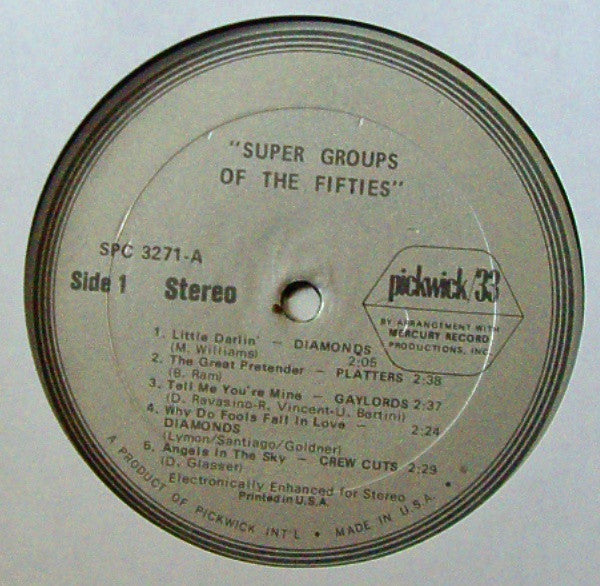 "SUPER GROUPS
OF THE FIFTIES"
SPC 3271-A
Side 1 Stereo
pickwick/33
BY ARRANGEMENT WITH
MERCURY RECORD
PRODUCTIONS, INC.
1. Little Darlin' — DIAMONDS
(M. Williams) 2:06
2. The Great Pretender — PLATTERS 2:38
(B. Ram)
3. Tell Me You're Mine — GAYLORDS 2:37
(D. Ravasino-R. Vincent-U. Bertini)
4. Why Do Fools Fall In Love —
DIAMONDS 2:24
(Lymon/Santiago/Goldner)
6. Angels In The Sky — CREW CUTS 2:29
(D. Glasser)
Electronically Enhanced for Stereo
Printed in U.S.A.
A PRODUCT OF PICKWICK INT'L • MADE IN U.S.A. •